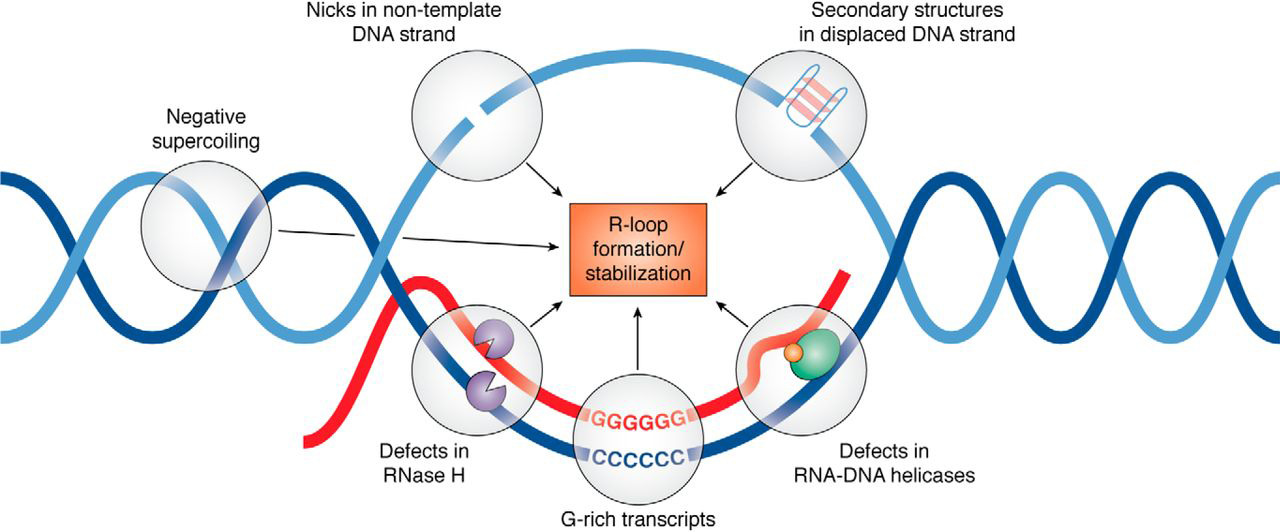 Nicks in non-template
DNA strand
Secondary structures
in displaced DNA strand
Negative
supercoiling
R-loop
formation/
stabilization
GGGGGG
CCCCCC
Defects in
RNase H
Defects in
RNA-DNA helicases
G-rich transcripts